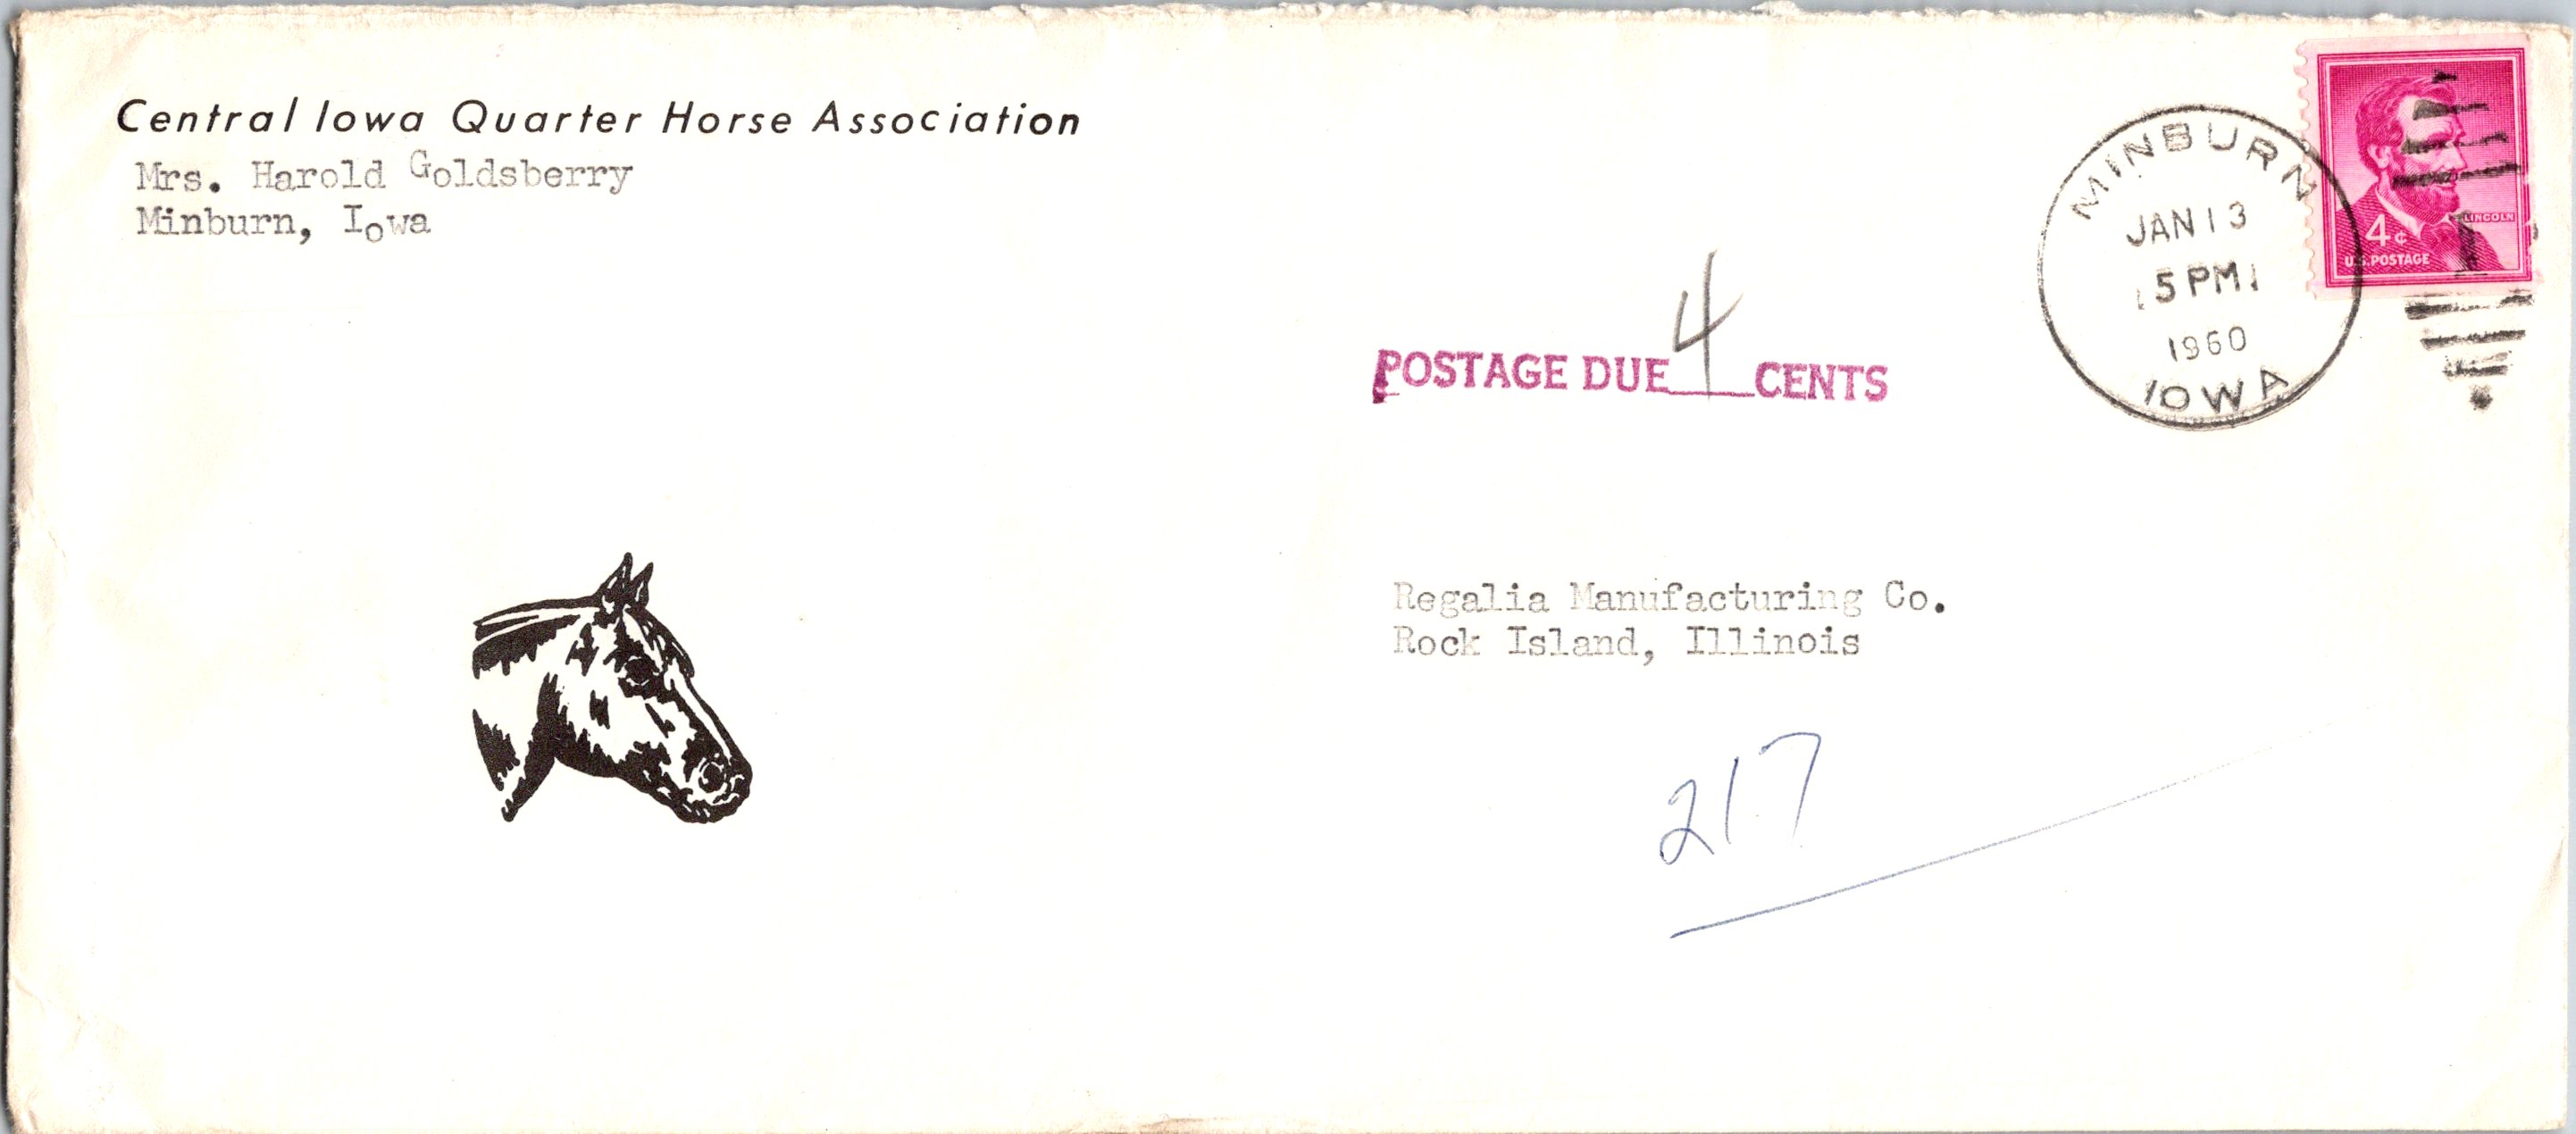 Central Iowa Quarter Horse Association
Mrs. Harold Goldsberry
Minburn, Iowa
MINBURN
JAN 13
5 PM
1960
IOWA
LINCOLN
4¢
U.S. POSTAGE
POSTAGE DUE 4 CENTS
Regalia Manufacturing Co.
Rock Island, Illinois
217